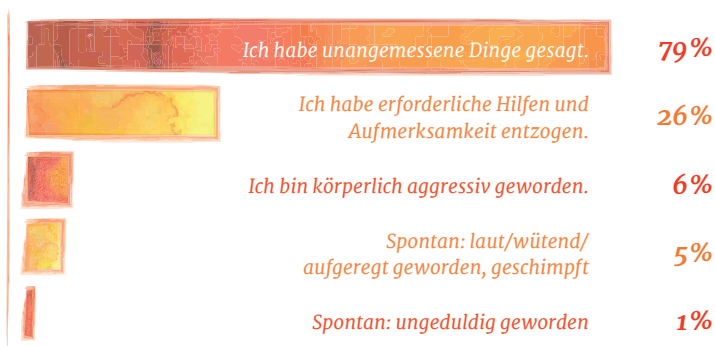 Ich habe unangemessene Dinge gesagt. 79%
Ich habe erforderliche Hilfen und
Aufmerksamkeit entzogen. 26%
Ich bin körperlich aggressiv geworden. 6%
Spontan: laut/wütend/
aufgeregt geworden, geschimpft 5%
Spontan: ungeduldig geworden 1%